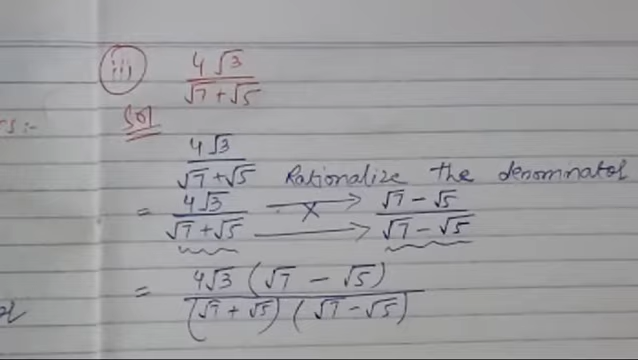 iii) 4√3 / √7+√5
Sol
4√3 / √7+√5 Rationalize the denominator
= 4√3 / √7+√5 × √7-√5 / √7-√5
= 4√3 (√7 - √5) / (√7+√5) (√7-√5)